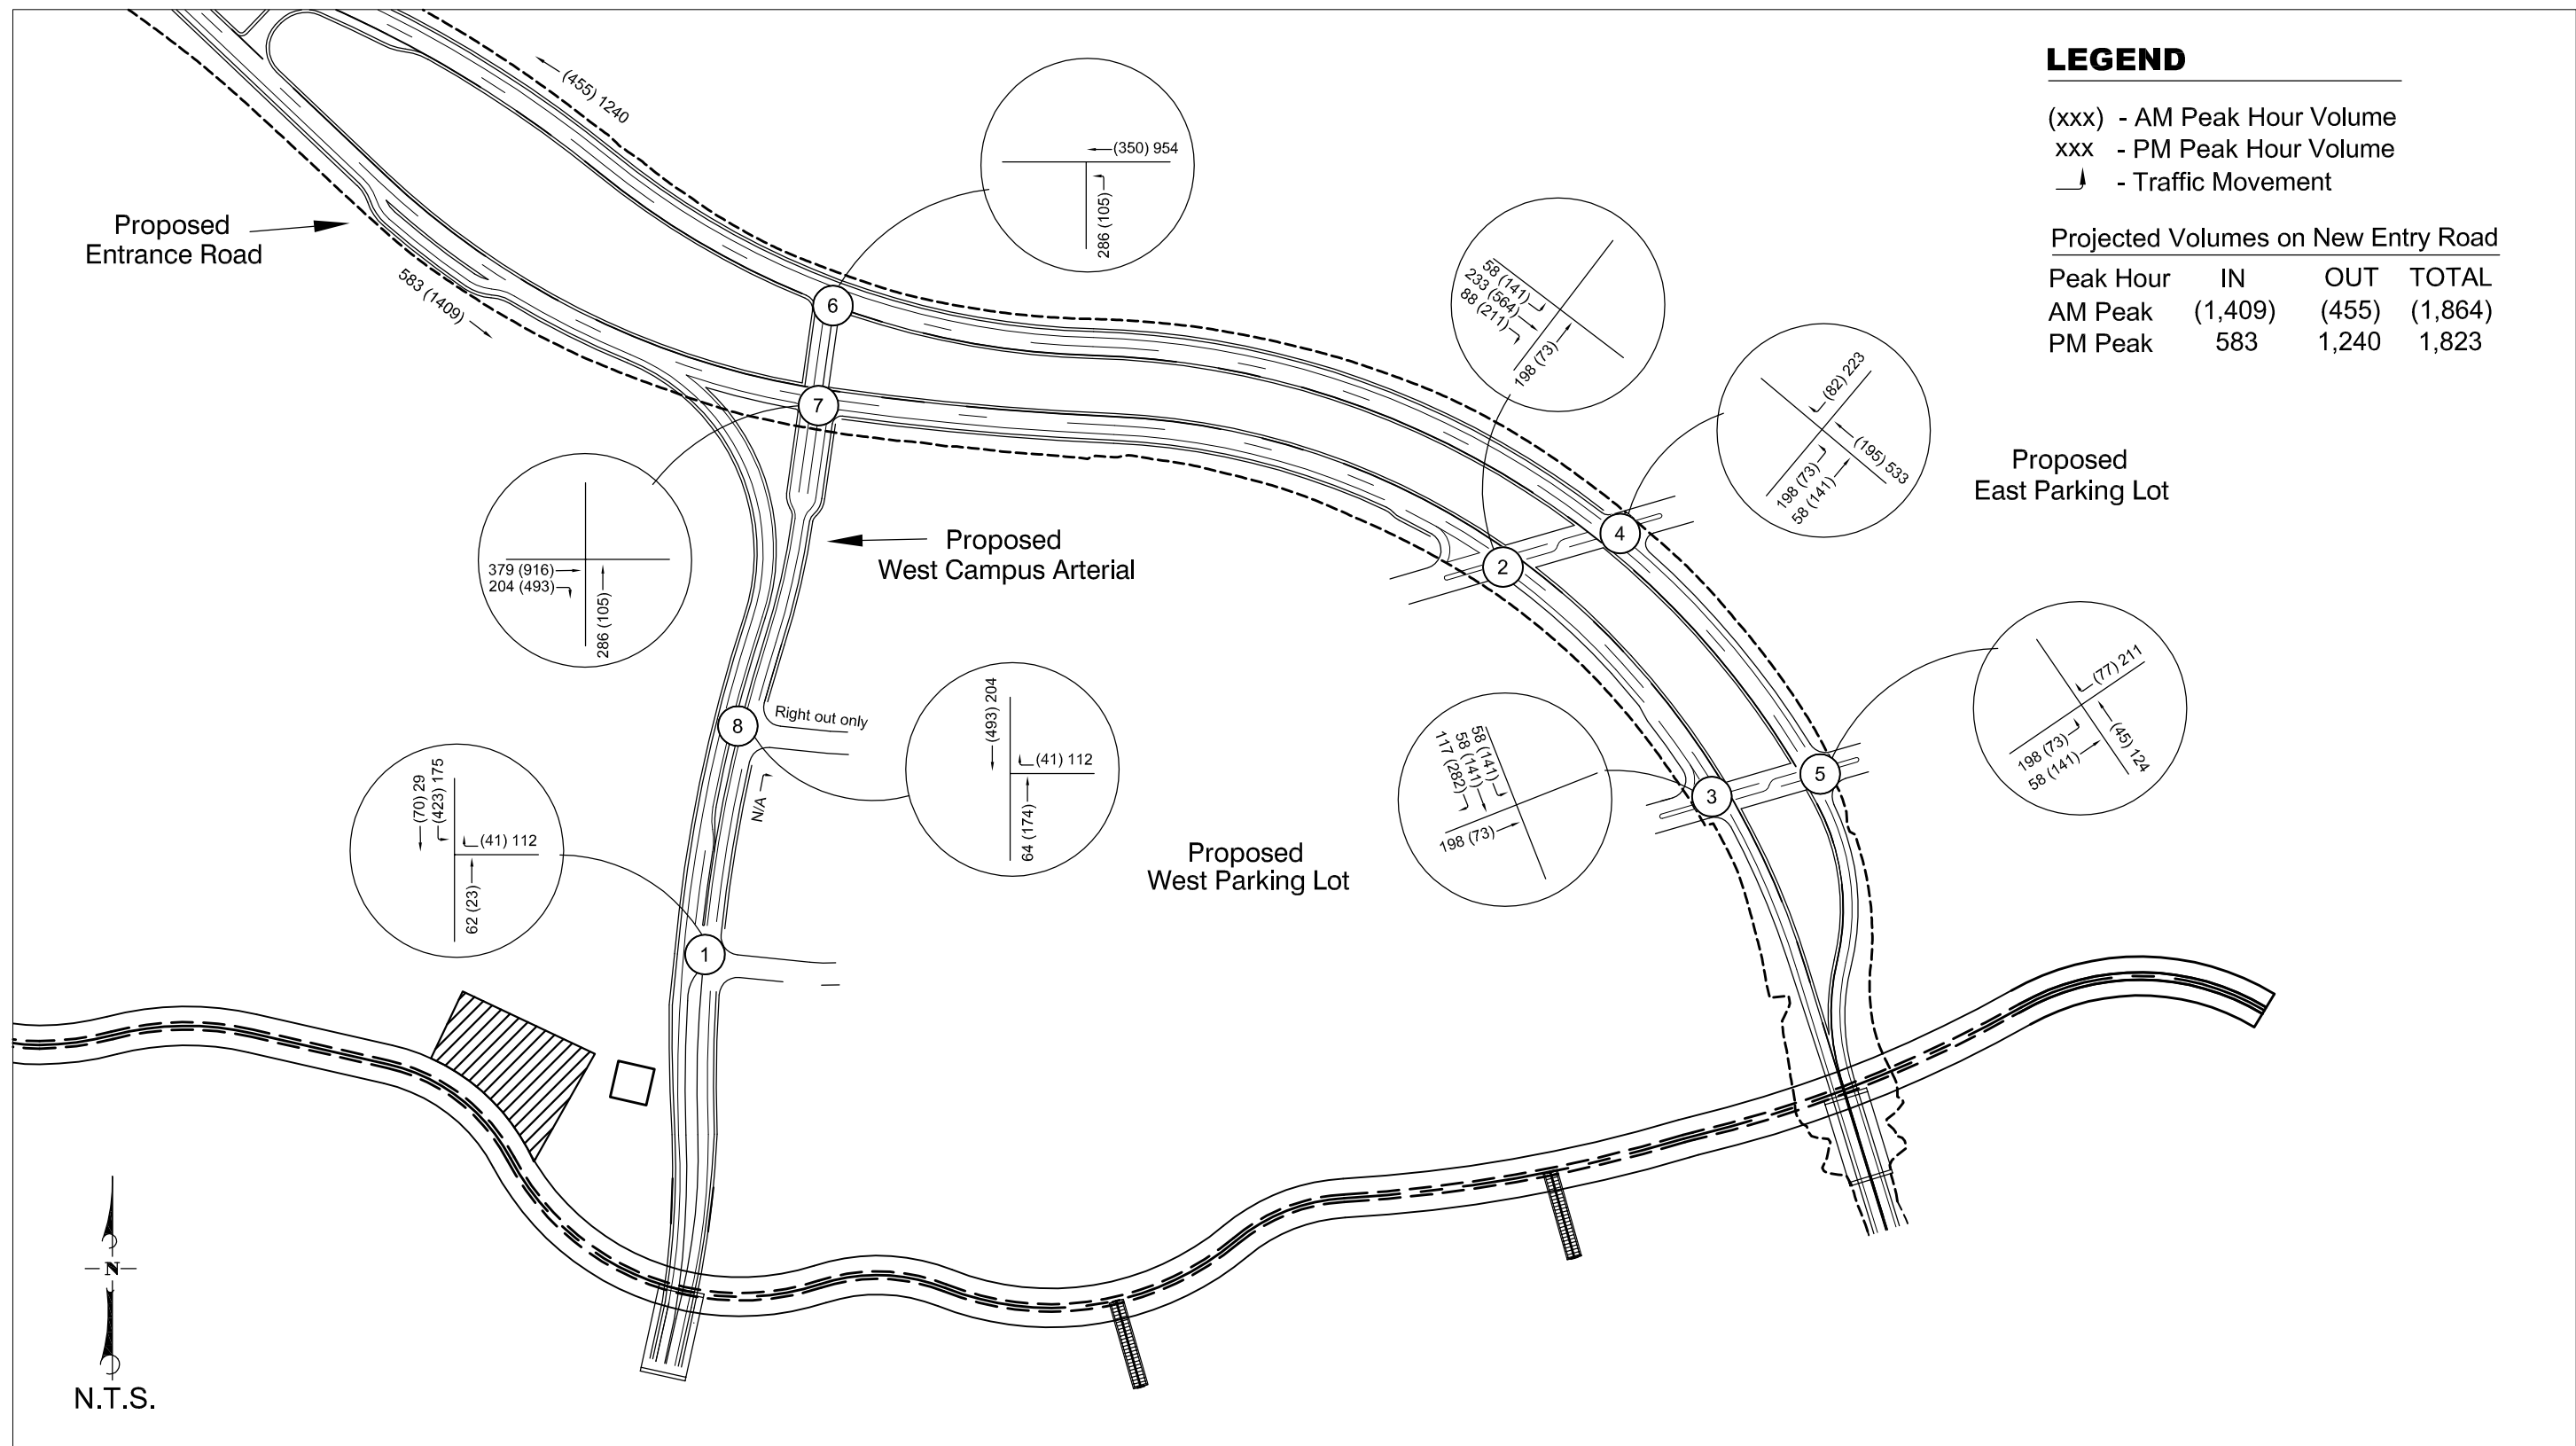 LEGEND
(xxx) - AM Peak Hour Volume
xxx - PM Peak Hour Volume
- Traffic Movement
Projected Volumes on New Entry Road
Peak Hour IN OUT TOTAL
AM Peak (1,409) (455) (1,864)
PM Peak 583 1,240 1,823
(455) 1240
Proposed
Entrance Road
583 (1409)
(350) 954
286 (105)
6
7
379 (916)
204 (493)
286 (105)
Proposed
West Campus Arterial
58 (141)
233 (564)
88 (211)
198 (73)
2
(82) 223
(195) 533
198 (73)
58 (141)
4
Proposed
East Parking Lot
(77) 211
(45) 124
198 (73)
58 (141)
5
58 (141)
58 (141)
117 (282)
198 (73)
3
Proposed
West Parking Lot
8
Right out only
(493) 204
(41) 112
64 (174)
N/A
(70) 29
(423) 175
(41) 112
62 (23)
1
N
N.T.S.